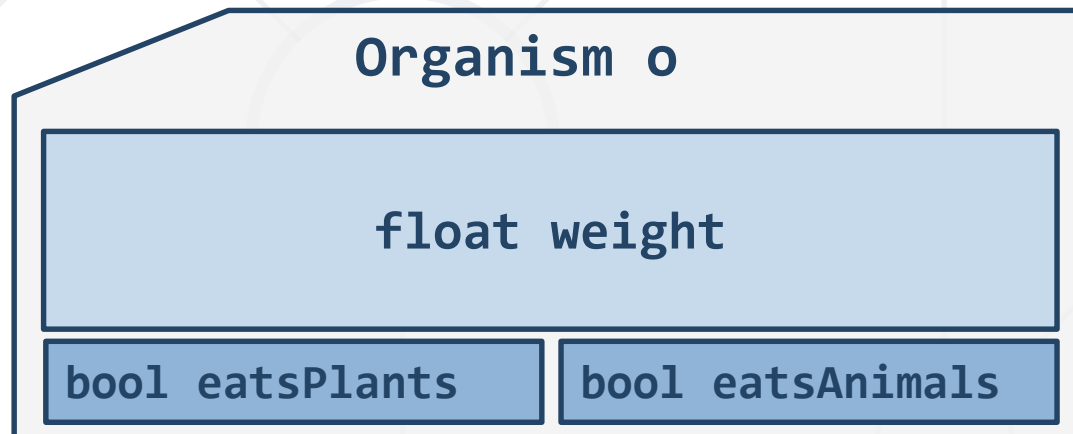 Organism o
float weight
bool eatsPlants
bool eatsAnimals